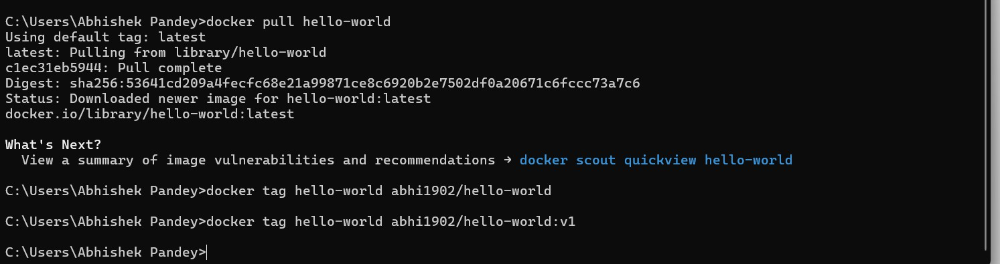 C:\Users\Abhishek Pandey>docker pull hello-world
Using default tag: latest
latest: Pulling from library/hello-world
c1ec31eb5944: Pull complete
Digest: sha256:53641cd209a4fecfc68e21a99871ce8c6920b2e7502df0a20671c6fccc73a7c6
Status: Downloaded newer image for hello-world:latest
docker.io/library/hello-world:latest
What's Next?
View a summary of image vulnerabilities and recommendations → docker scout quickview hello-world
C:\Users\Abhishek Pandey>docker tag hello-world abhi1902/hello-world
C:\Users\Abhishek Pandey>docker tag hello-world abhi1902/hello-world:v1
C:\Users\Abhishek Pandey>